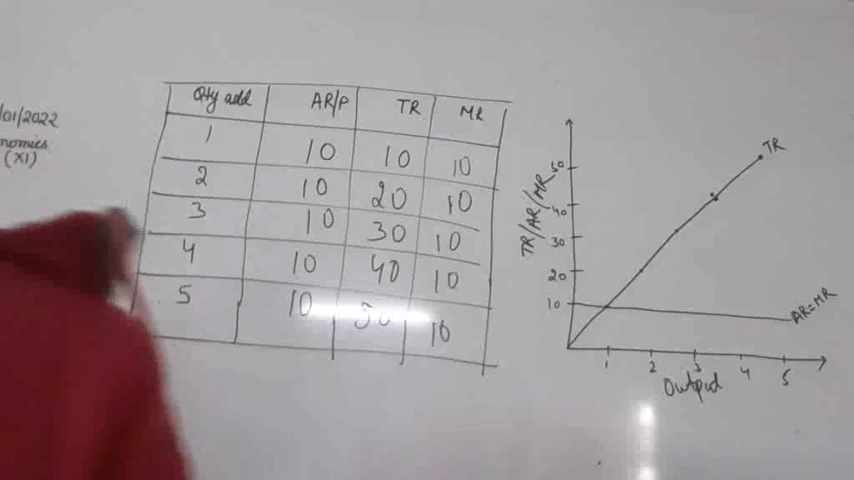 /01/2022
nomics
(XI)
Qty add AR/P TR MR
1 10 10 10
2 10 20 10
3 10 30 10
4 10 40 10
5 10 50 10
TR/AR/MR
TR
50
30
20
10
AR=MR
1 2 3 4 5
Output